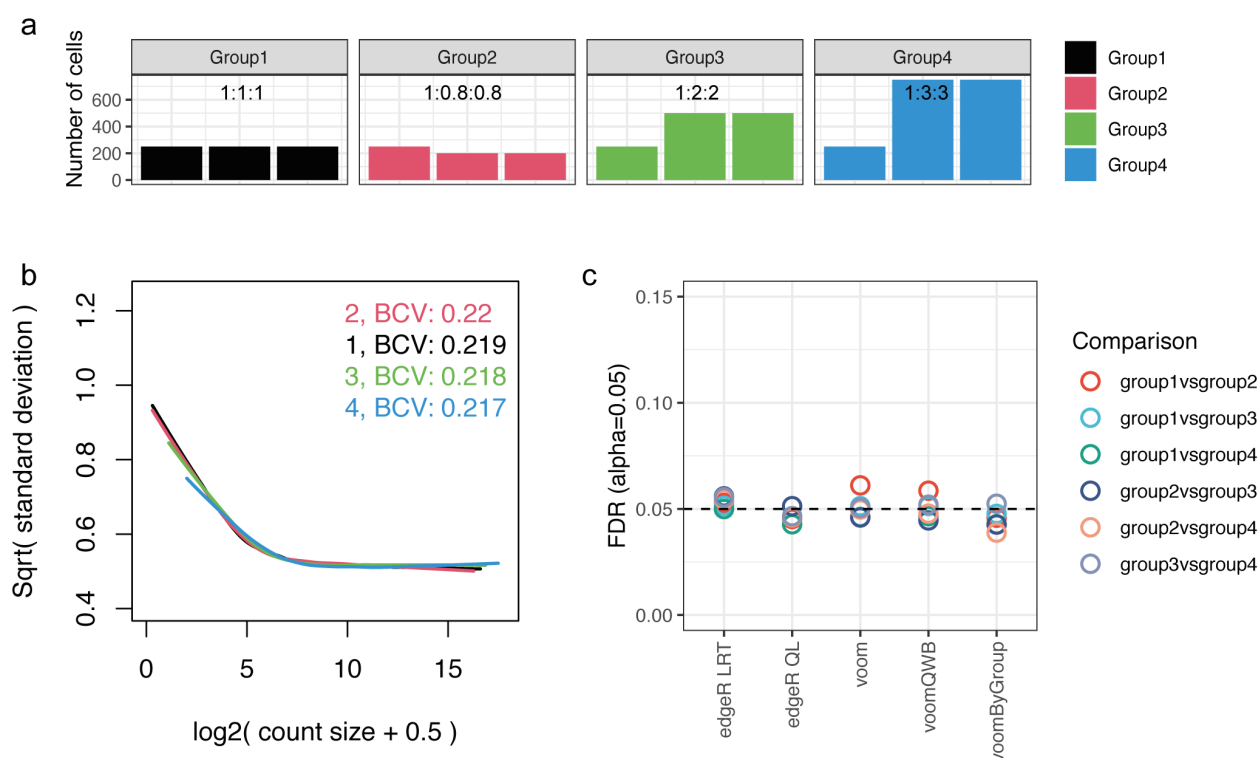 a
Number of cells
Group1
Group2
Group3
Group4
1:1:1
1:0.8:0.8
1:2:2
1:3:3
600
400
200
0
Group1
Group2
Group3
Group4
b
Sqrt( standard deviation )
1.2
1.0
0.8
0.6
0.4
2, BCV: 0.22
1, BCV: 0.219
3, BCV: 0.218
4, BCV: 0.217
0
5
10
15
log2( count size + 0.5 )
c
FDR (alpha=0.05)
0.15
0.10
0.05
0.00
edgeR LRT
edgeR QL
voom
voomQWB
voomByGroup
Comparison
group1vsgroup2
group1vsgroup3
group1vsgroup4
group2vsgroup3
group2vsgroup4
group3vsgroup4